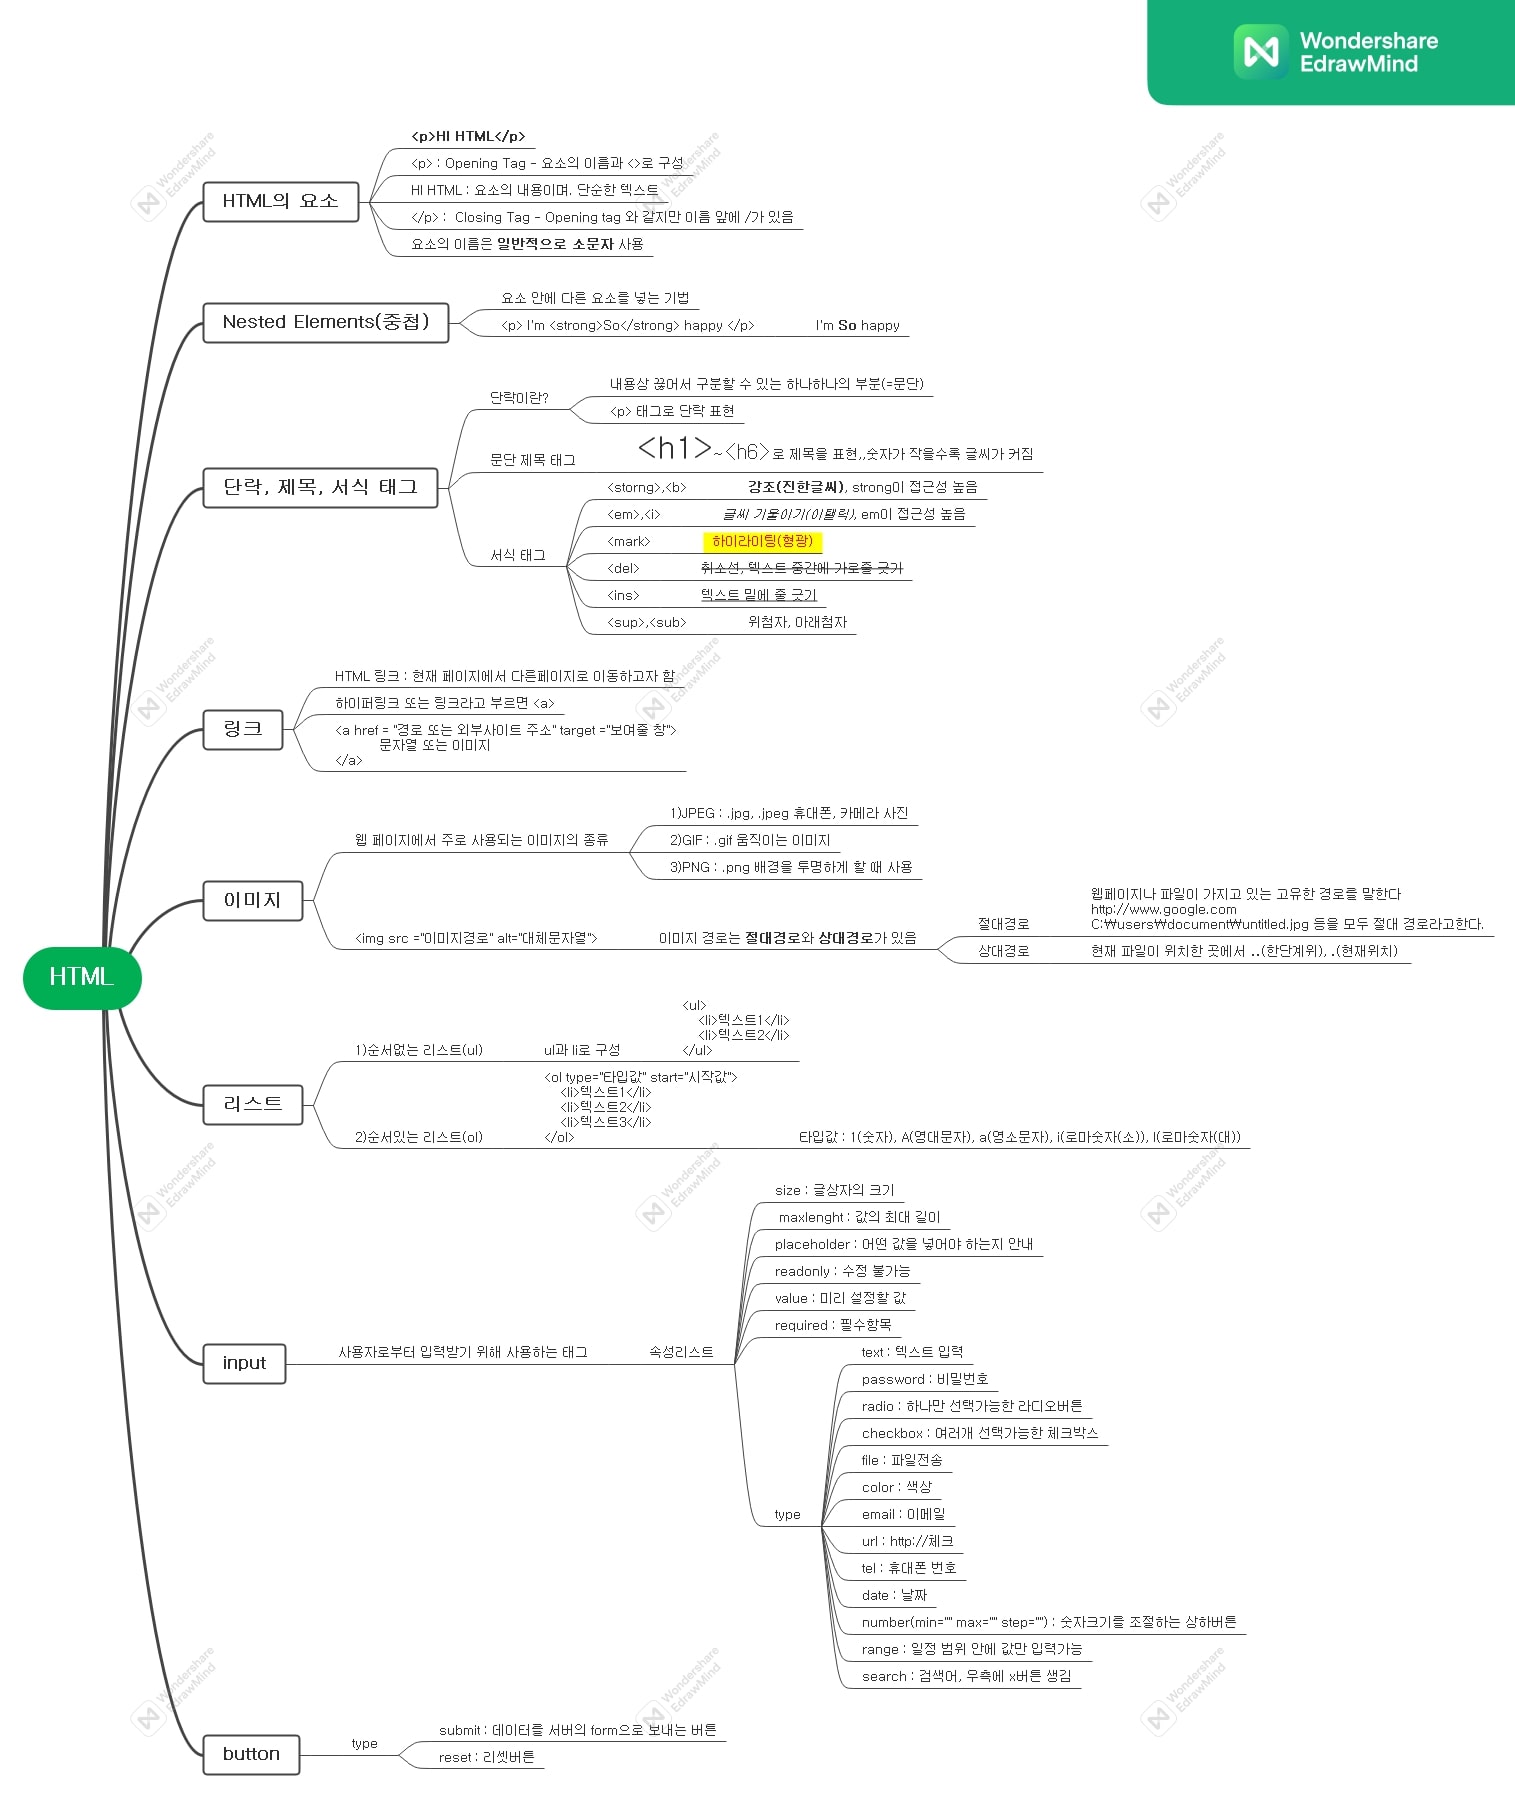 Wondershare
EdrawMind
HTML
HTML의 요소
<p>HI HTML</p>
<p> : Opening Tag - 요소의 이름과 <>로 구성
HI HTML : 요소의 내용이며, 단순한 텍스트
</p> : Closing Tag - Opening tag 와 같지만 이름 앞에 /가 있음
요소의 이름은 일반적으로 소문자 사용
Nested Elements(중첩)
요소 안에 다른 요소를 넣는 기법
<p> I'm <strong>So</strong> happy </p>
I'm So happy
단락, 제목, 서식 태그
단락이란?
내용상 끊어서 구분할 수 있는 하나하나의 부분(=문단)
<p> 태그로 단락 표현
문단 제목 태그
<h1>~<h6>로 제목을 표현,,숫자가 작을수록 글씨가 커짐
서식 태그
<storng>,<b>
강조(진한글씨), strong이 접근성 높음
<em>,<i>
글씨 기울이기(이탤릭), em이 접근성 높음
<mark>
하이라이팅(형광)
<del>
취소선, 텍스트 중간에 가로줄 긋기
<ins>
텍스트 밑에 줄 긋기
<sup>,<sub>
위첨자, 아래첨자
링크
HTML 링크 : 현재 페이지에서 다른페이지로 이동하고자 함
하이퍼링크 또는 링크라고 부르면 <a>
<a href = "경로 또는 외부사이트 주소" target ="보여줄 창">
문자열 또는 이미지
</a>
이미지
웹 페이지에서 주로 사용되는 이미지의 종류
1)JPEG : .jpg, .jpeg 휴대폰, 카메라 사진
2)GIF : .gif 움직이는 이미지
3)PNG : .png 배경을 투명하게 할 때 사용
<img src ="이미지경로" alt="대체문자열">
이미지 경로는 절대경로와 상대경로가 있음
절대경로
웹페이지나 파일이 가지고 있는 고유한 경로를 말한다
http://www.google.com
C:₩users₩document₩untitled.jpg 등을 모두 절대 경로라고한다.
상대경로
현재 파일이 위치한 곳에서 ..(한단계위), .(현재위치)
리스트
1)순서없는 리스트(ul)
ul과 li로 구성
<ul>
<li>텍스트1</li>
<li>텍스트2</li>
</ul>
2)순서있는 리스트(ol)
<ol type="타입값" start="시작값">
<li>텍스트1</li>
<li>텍스트2</li>
<li>텍스트3</li>
</ol>
타입값 : 1(숫자), A(영대문자), a(영소문자), i(로마숫자(소)), I(로마숫자(대))
input
사용자로부터 입력받기 위해 사용하는 태그
속성리스트
size : 글상자의 크기
maxlenght : 값의 최대 길이
placeholder : 어떤 값을 넣어야 하는지 안내
readonly : 수정 불가능
value : 미리 설정할 값
required : 필수항목
type
text : 텍스트 입력
password : 비밀번호
radio : 하나만 선택가능한 라디오버튼
checkbox : 여러개 선택가능한 체크박스
file : 파일전송
color : 색상
email : 이메일
url : http://체크
tel : 휴대폰 번호
date : 날짜
number(min="" max="" step="") : 숫자크기를 조절하는 상하버튼
range : 일정 범위 안에 값만 입력가능
search : 검색어, 우측에 x버튼 생김
button
type
submit : 데이터를 서버의 form으로 보내는 버튼
reset : 리셋버튼